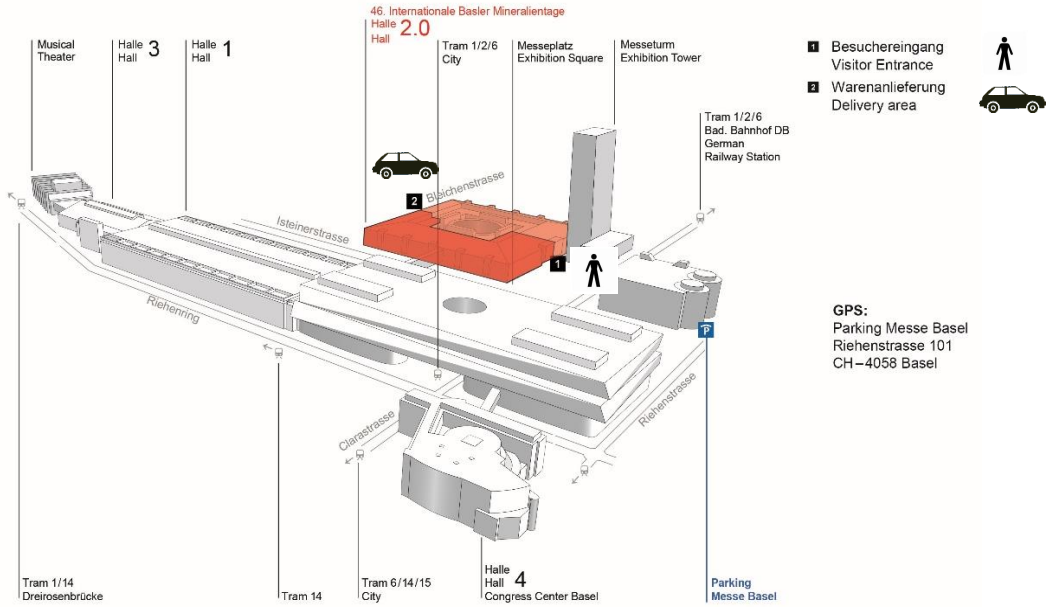 46. Internationale Basler Mineralientage
Halle
Hall 2.0
Musical
Theater
Halle
Hall 3
Halle
Hall 1
Tram 1/2/6
City
Messeplatz
Exhibition Square
Messeturm
Exhibition Tower
1 Besuchereingang
Visitor Entrance
2 Warenanlieferung
Delivery area
Tram 1/2/6
Bad. Bahnhof DB
German
Railway Station
Bleichenstrasse
2
Isteinerstrasse
1
Riehenring
P
GPS:
Parking Messe Basel
Riehenstrasse 101
CH–4058 Basel
Clarastrasse
Riehenstrasse
Tram 1/14
Dreirosenbrücke
Tram 14
Tram 6/14/15
City
Halle
Hall 4
Congress Center Basel
Parking
Messe Basel